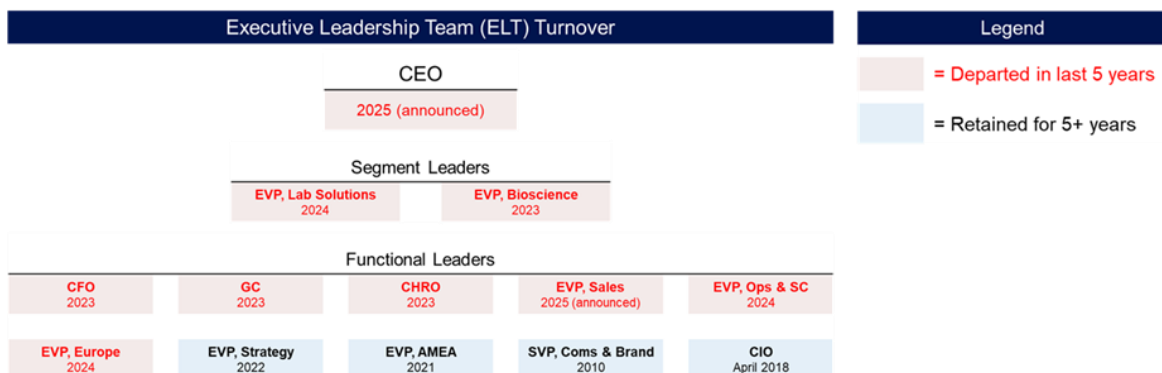 Executive Leadership Team (ELT) Turnover
Legend
CEO
2025 (announced)
= Departed in last 5 years
= Retained for 5+ years
Segment Leaders
EVP, Lab Solutions
2024
EVP, Bioscience
2023
Functional Leaders
CFO
2023
GC
2023
CHRO
2023
EVP, Sales
2025 (announced)
EVP, Ops & SC
2024
EVP, Europe
2024
EVP, Strategy
2022
EVP, AMEA
2021
SVP, Coms & Brand
2010
CIO
April 2018